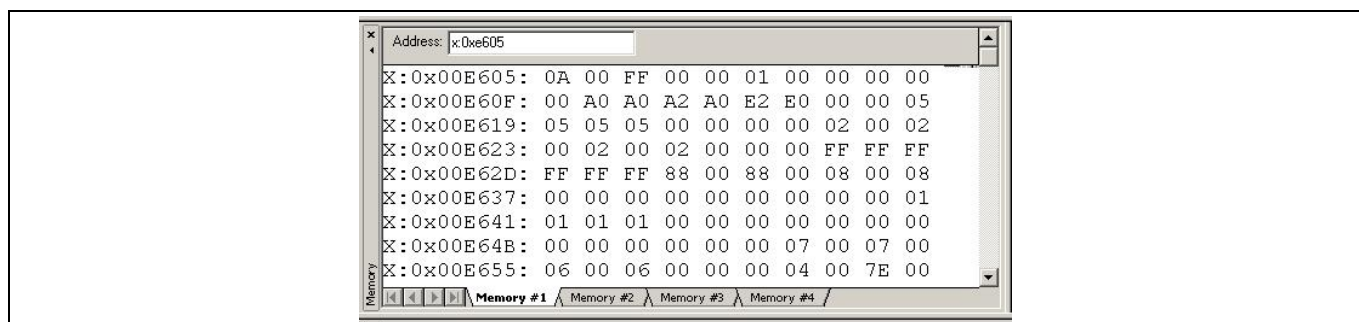 Address: x:0xe605
X:0x00E605: 0A 00 FF 00 00 01 00 00 00 00
X:0x00E60F: 00 A0 A0 A2 A0 E2 E0 00 00 05
X:0x00E619: 05 05 05 00 00 00 00 02 00 02
X:0x00E623: 00 02 00 02 00 00 00 FF FF FF
X:0x00E62D: FF FF FF 88 00 88 00 08 00 08
X:0x00E637: 00 00 00 00 00 00 00 00 00 01
X:0x00E641: 01 01 01 00 00 00 00 00 00 00
X:0x00E64B: 00 00 00 00 00 00 07 00 07 00
X:0x00E655: 06 00 06 00 00 00 04 00 7E 00
Memory
Memory #1 Memory #2 Memory #3 Memory #4